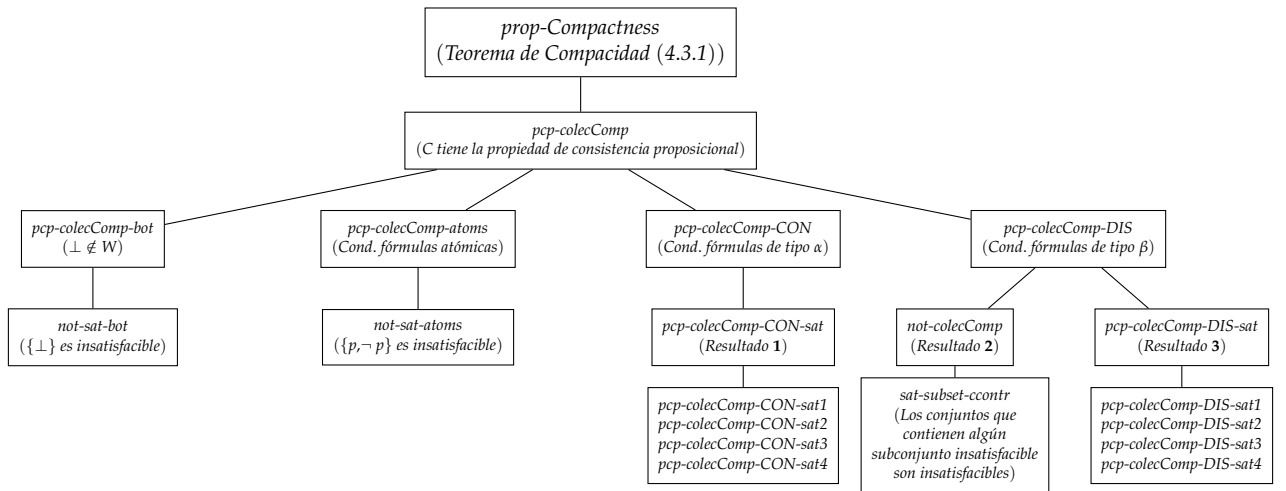 prop-Compactness
(Teorema de Compacidad (4.3.1))
pcp-colecComp
(C tiene la propiedad de consistencia proposicional)
pcp-colecComp-bot
(⊥ ∉ W)
pcp-colecComp-atoms
(Cond. fórmulas atómicas)
pcp-colecComp-CON
(Cond. fórmulas de tipo α)
pcp-colecComp-DIS
(Cond. fórmulas de tipo β)
not-sat-bot
({⊥} es insatisfacible)
not-sat-atoms
({p,¬ p} es insatisfacible)
pcp-colecComp-CON-sat
(Resultado 1)
not-colecComp
(Resultado 2)
pcp-colecComp-DIS-sat
(Resultado 3)
pcp-colecComp-CON-sat1
pcp-colecComp-CON-sat2
pcp-colecComp-CON-sat3
pcp-colecComp-CON-sat4
sat-subset-ccontr
(Los conjuntos que
contienen algún
subconjunto insatisfacible
son insatisfacibles)
pcp-colecComp-DIS-sat1
pcp-colecComp-DIS-sat2
pcp-colecComp-DIS-sat3
pcp-colecComp-DIS-sat4